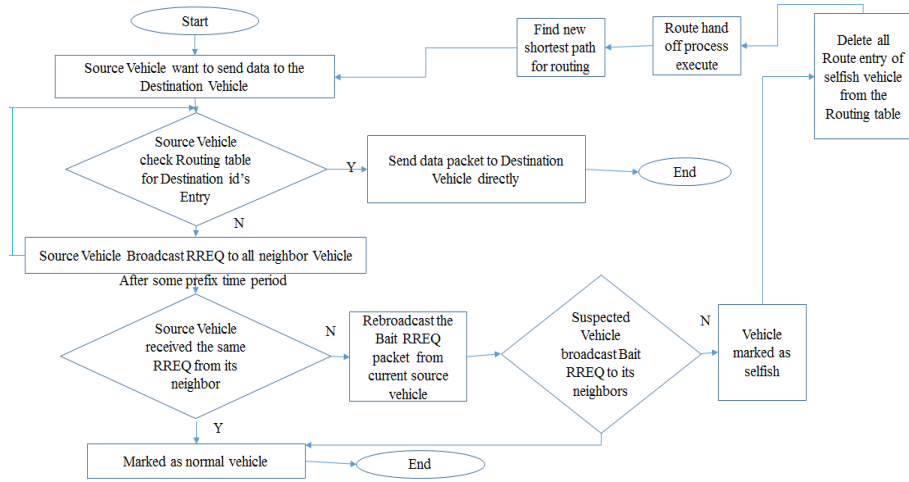 Start
Source Vehicle want to send data to the
Destination Vehicle
Find new
shortest path
for routing
Route hand
off process
execute
Delete all
Route entry of
selfish vehicle
from the
Routing table
Source Vehicle
check Routing table
for Destination id's
Entry
Y
Send data packet to Destination
Vehicle directly
End
N
Source Vehicle Broadcast RREQ to all neighbor Vehicle
After some prefix time period
Source Vehicle
received the same
RREQ from its
neighbor
N
Rebroadcast the
Bait RREQ
packet from
current source
vehicle
Suspected
Vehicle
broadcast Bait
RREQ to its
neighbors
N
Vehicle
marked as
selfish
Y
Marked as normal vehicle
End